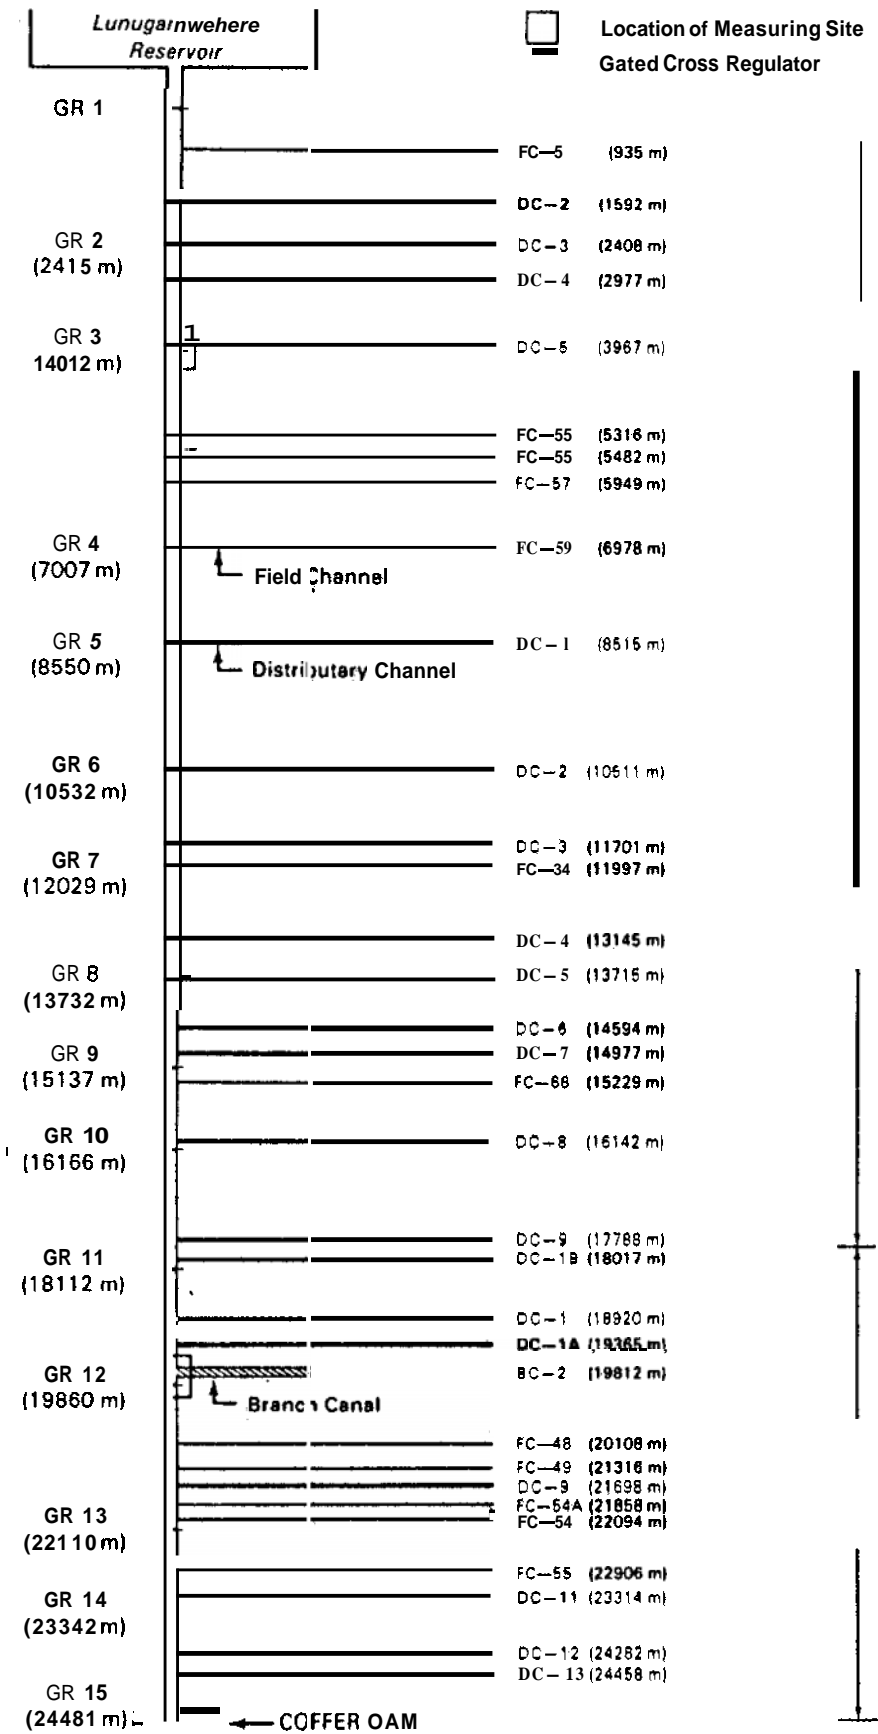 Lunugamwehere
Reservoir
Location of Measuring Site
Gated Cross Regulator
GR 1
FC—5 (935 m)
DC—2 (1592 m)
GR 2
(2415 m)
DC—3 (2408 m)
DC—4 (2977 m)
GR 3
14012 m)
1
DC—5 (3967 m)
FC—55 (5316 m)
FC—55 (5482 m)
FC—57 (5949 m)
GR 4
(7007 m)
FC—59 (6978 m)
Field Channel
GR 5
(8550 m)
DC—1 (8515 m)
Distributary Channel
GR 6
(10532 m)
DC—2 (10511 m)
DC—3 (11701 m)
GR 7
(12029 m)
FC—34 (11997 m)
DC—4 (13145 m)
GR 8
(13732 m)
DC—5 (13715 m)
DC—6 (14594 m)
GR 9
(15137 m)
DC—7 (14977 m)
FC—66 (15229 m)
GR 10
(16166 m)
DC—8 (16142 m)
DC—9 (17788 m)
GR 11
(18112 m)
DC—1B (18017 m)
DC—1 (18920 m)
DC—1A (19365 m)
GR 12
(19860 m)
BC—2 (19812 m)
Branch Canal
FC—48 (20108 m)
FC—49 (21316 m)
DC—9 (21698 m)
FC—54A (21858 m)
GR 13
(22110 m)
FC—54 (22094 m)
FC—55 (22906 m)
GR 14
(23342 m)
DC—11 (23314 m)
DC—12 (24282 m)
DC—13 (24458 m)
GR 15
(24481 m)
COFFER OAM